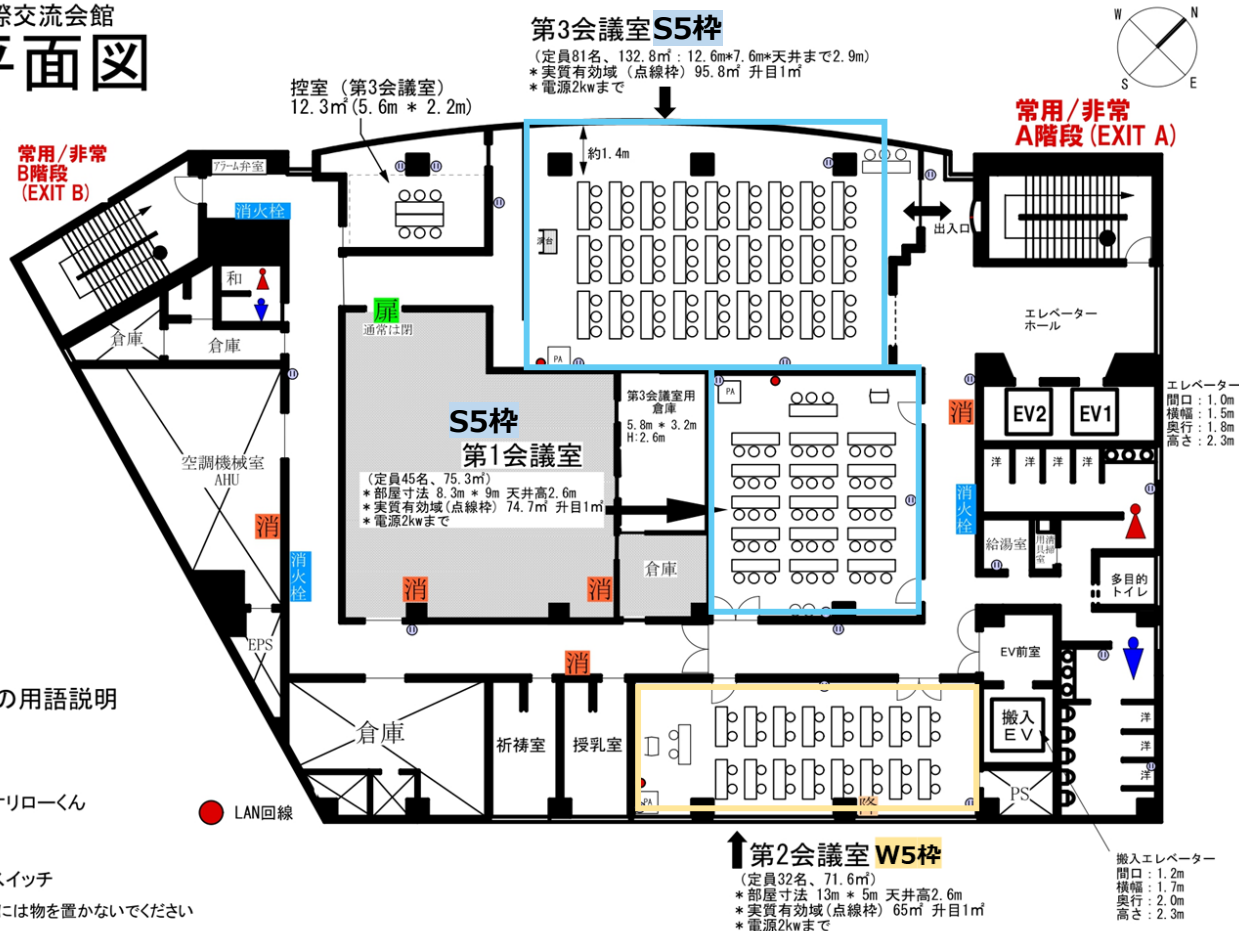 際交流会館
平面図
第3会議室 S5枠
(定員81名、132.8㎡：12.6m*7.6m*天井まで2.9m)
*実質有効域（点線枠）95.8㎡ 升目1㎡
*電源2kwまで
W
N
S
E
控室（第3会議室）
12.3㎡(5.6m * 2.2m)
常用/非常
A階段(EXIT A)
常用/非常
B階段
(EXIT B)
アラーム弁室
約1.4m
消火栓
演台
出入口
和
扉
通常は閉
エレベーター
ホール
倉庫
倉庫
PA
PA
第3会議室用
倉庫
5.8m * 3.2m
H:2.6m
エレベーター
間口：1.0m
横幅：1.5m
奥行：1.8m
高さ：2.3m
EV2
EV1
消
S5枠
第1会議室
(定員45名、75.3㎡)
*部屋寸法 8.3m * 9m 天井高2.6m
*実質有効域(点線枠) 74.7㎡ 升目1㎡
*電源2kwまで
空調機械室
AHU
洋
洋
洋
洋
消火栓
消
給湯室
清掃用具室
消火栓
倉庫
多目的
トイレ
消
消
EPS
EV前室
消
の用語説明
倉庫
祈祷室
授乳室
搬入
EV
洋
洋
洋
PS
PA
降
ナリローくん
LAN回線
第2会議室 W5枠
(定員32名、71.6㎡)
*部屋寸法 13m * 5m 天井高2.6m
*実質有効域(点線枠) 65㎡ 升目1㎡
*電源2kwまで
スイッチ
には物を置かないでください
搬入エレベーター
間口：1.2m
横幅：1.7m
奥行：2.0m
高さ：2.3m